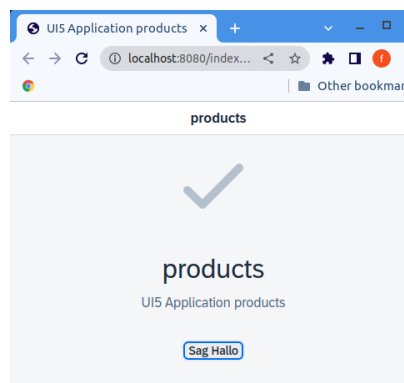 UI5 Application products
localhost:8080/index...
Other bookmar
products
products
UI5 Application products
Sag Hallo